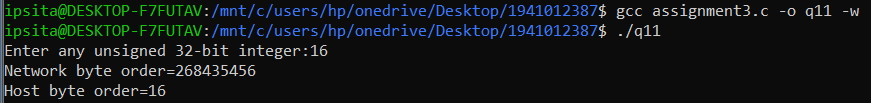 ipsita@DESKTOP-F7FUTAV:/mnt/c/users/hp/onedrive/Desktop/1941012387$ gcc assignment3.c -o q11 -w
ipsita@DESKTOP-F7FUTAV:/mnt/c/users/hp/onedrive/Desktop/1941012387$ ./q11
Enter any unsigned 32-bit integer:16
Network byte order=268435456
Host byte order=16